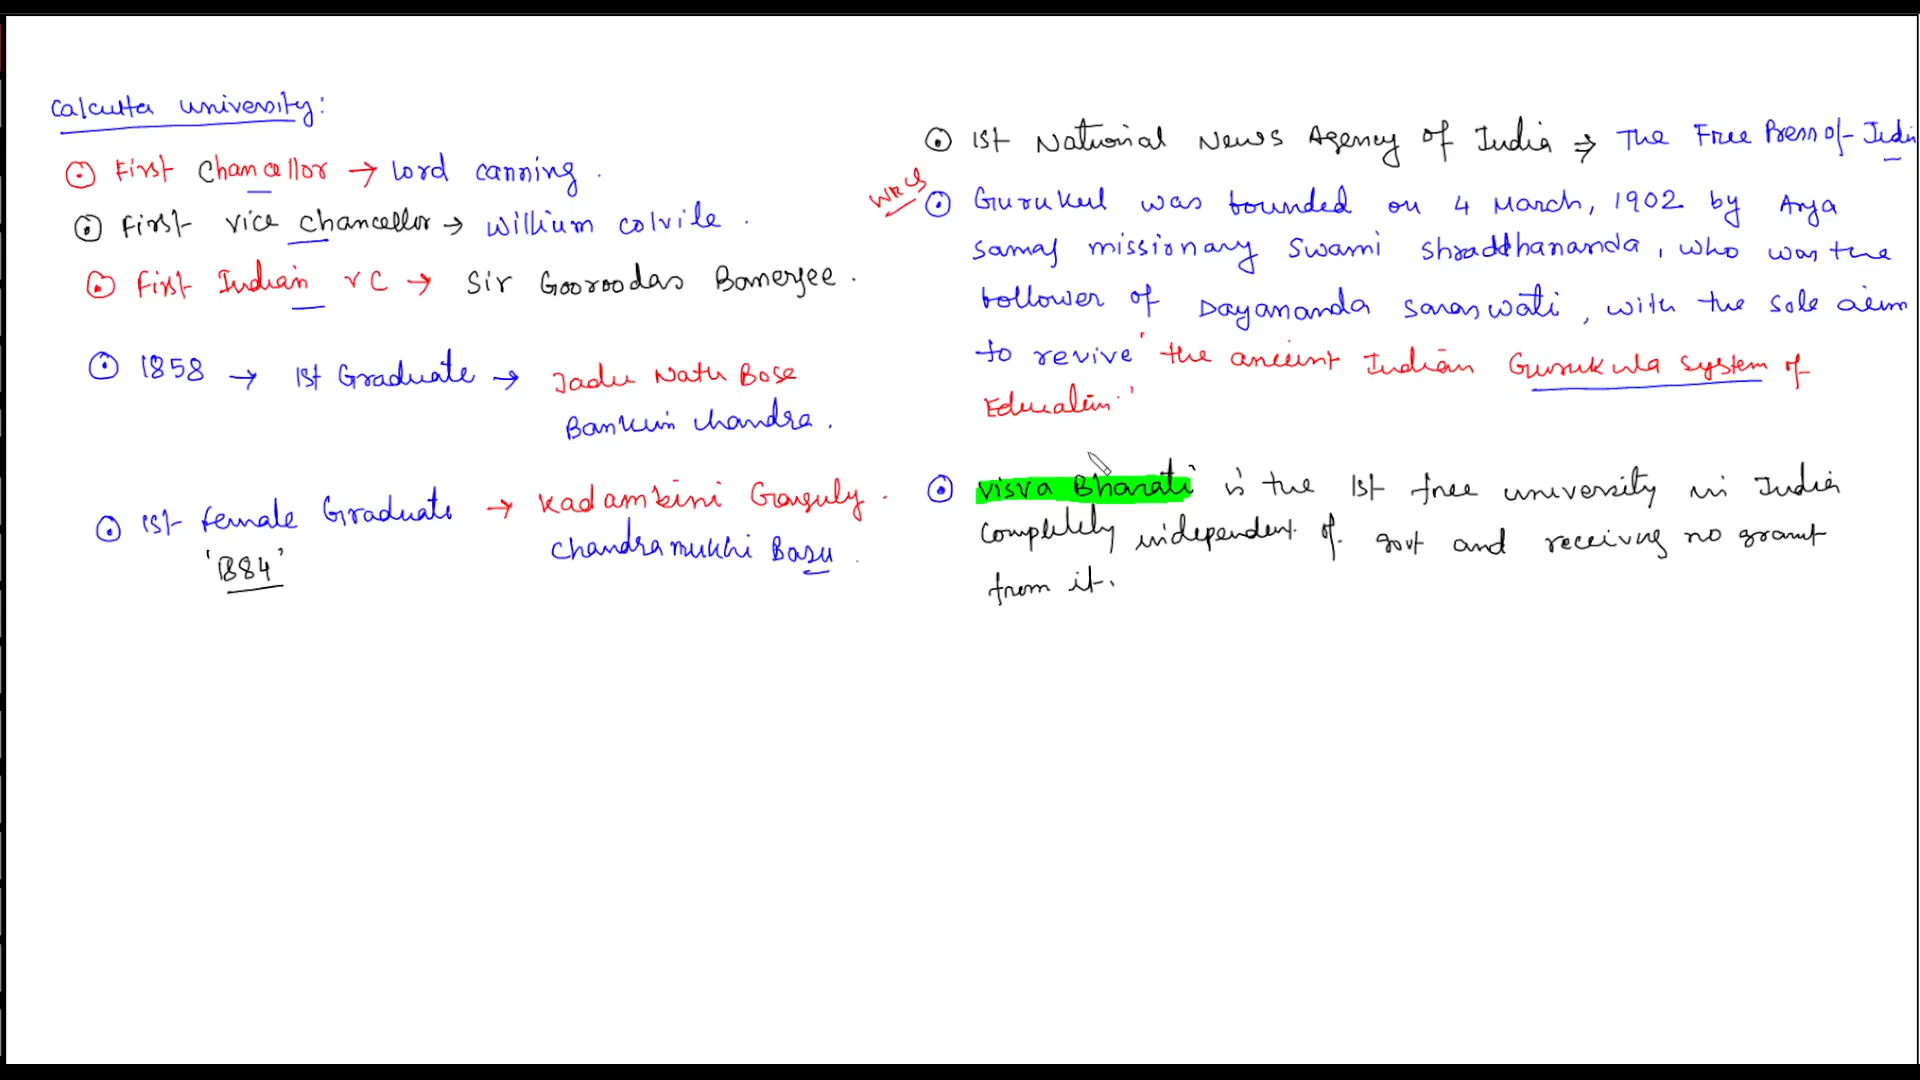 Calcutta university:
First Chancellor → Lord canning.
First vice chancellor → Willium colvile.
First Indian VC → Sir Gooroodas Banerjee.
1858 → 1st Graduate → Jadu Nath Bose
Bankim chandra.
1st female Graduate → Kadambini Ganguly.
'1884' Chandramukhi Basu.
1st National News Agency of India ⇒ The Free Press of India
Gurukul was founded on 4 March, 1902 by Arya
Samaj missionary Swami Shraddhananda, who was the
follower of Dayananda Saraswati, with the sole aim
to revive 'the ancient Indian Gurukula System of
Education.'
Visva Bharati is the 1st free university in India
completely independent of govt and receiving no grant
from it.